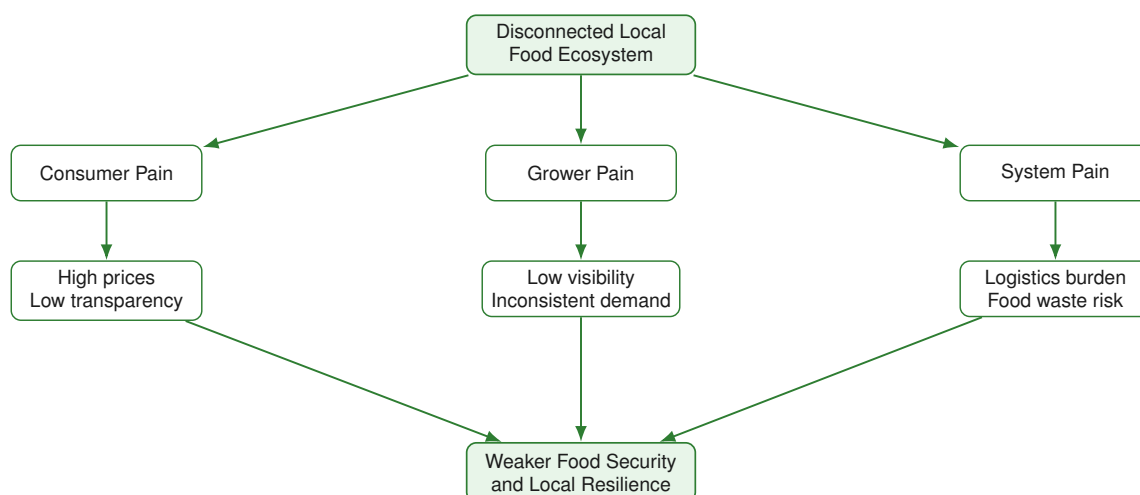 Disconnected Local
Food Ecosystem
Consumer Pain
Grower Pain
System Pain
High prices
Low transparency
Low visibility
Inconsistent demand
Logistics burden
Food waste risk
Weaker Food Security
and Local Resilience